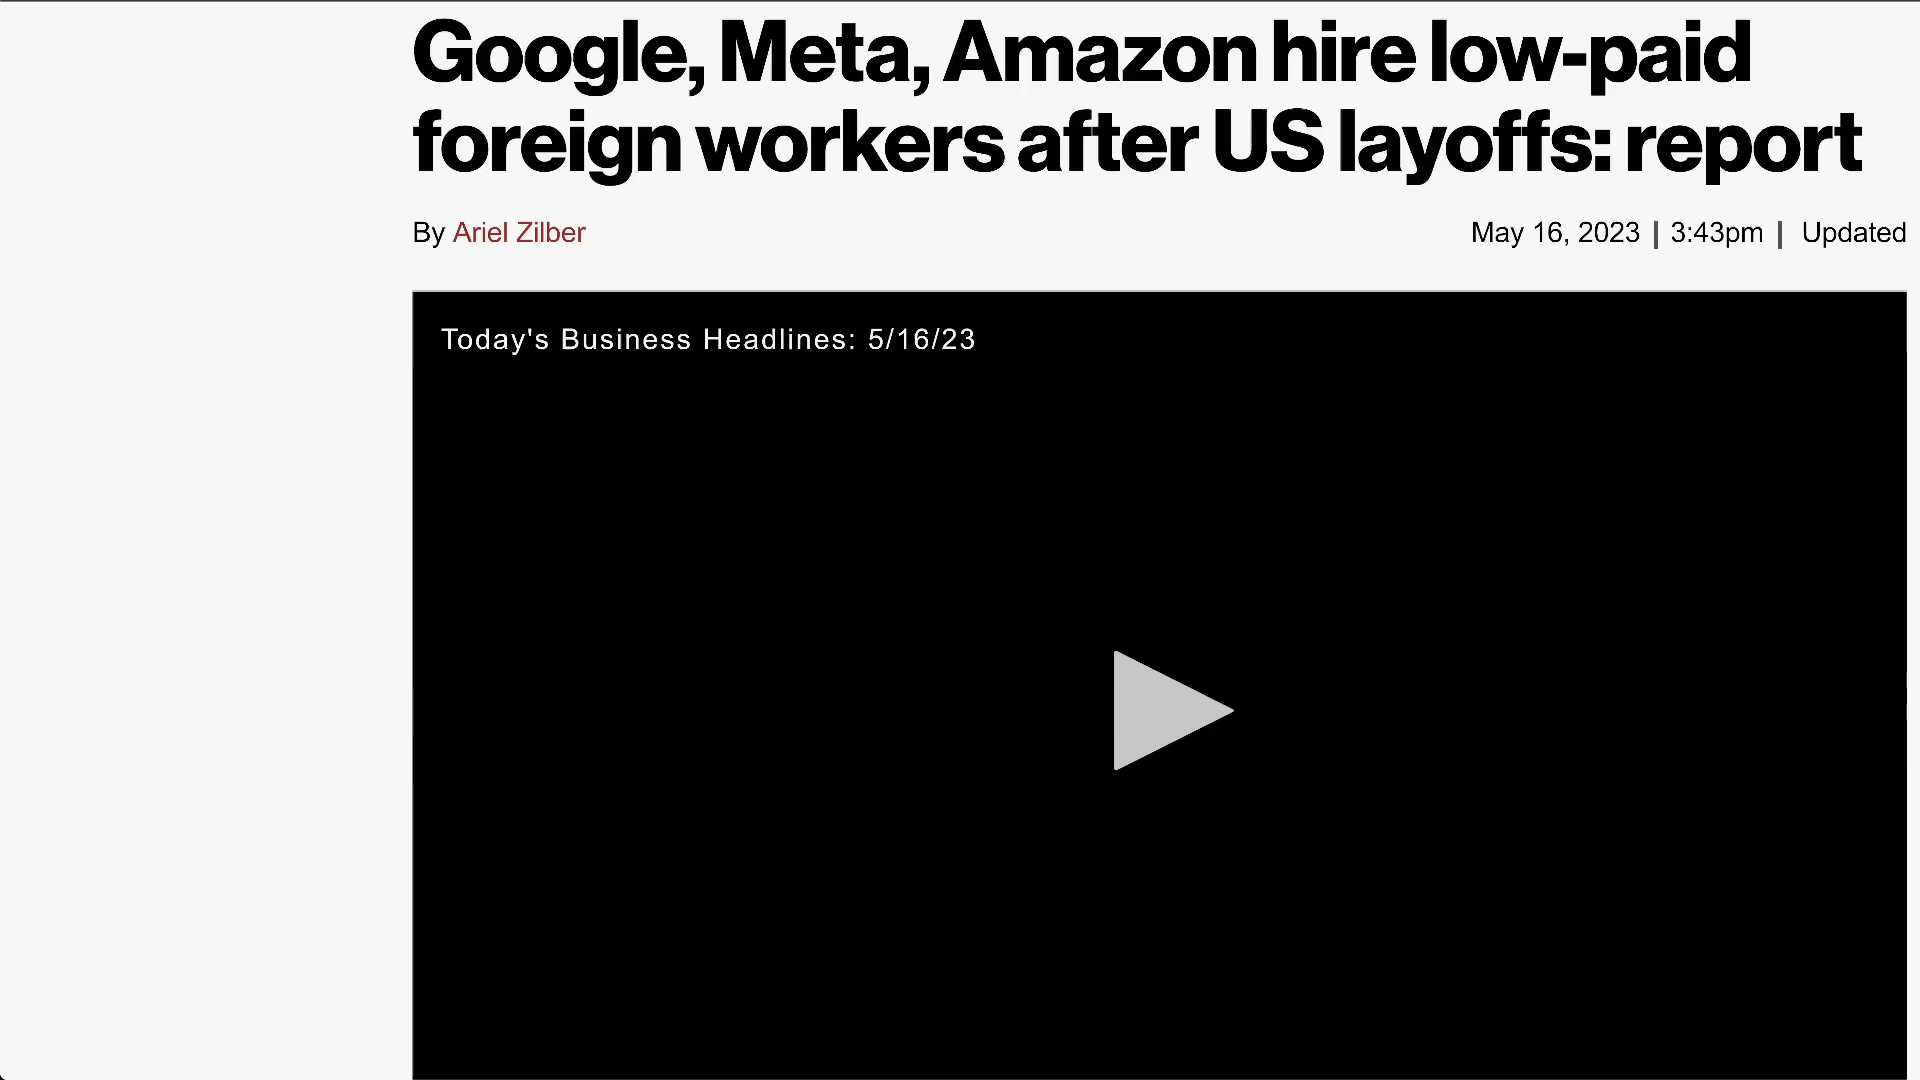 Google, Meta, Amazon hire low-paid
foreign workers after US layoffs: report
By Ariel Zilber
May 16, 2023 | 3:43pm | Updated
Today's Business Headlines: 5/16/23